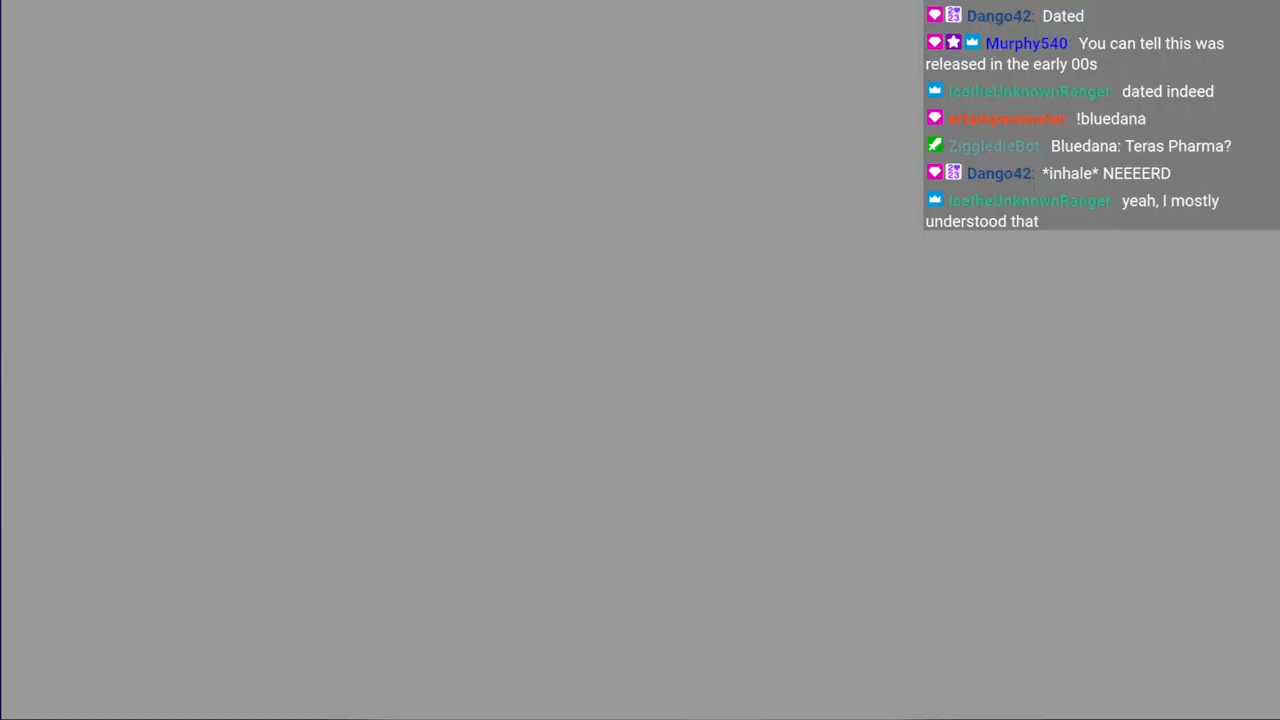 Dango42: Dated
Murphy540: You can tell this was
released in the early 00s
IcetheUnknownRanger: dated indeed
!bluedana
ZiggledieBot: Bluedana: Teras Pharma?
Dango42: *inhale* NEEEERD
IcetheUnknownRanger: yeah, I mostly
understood that